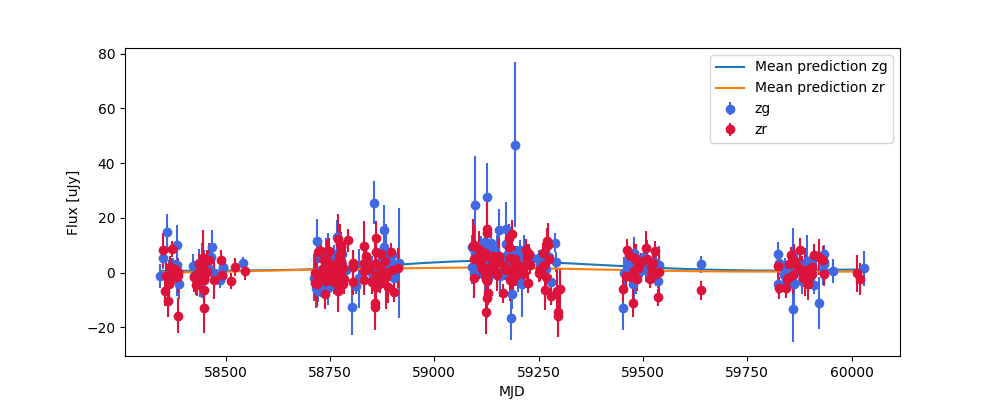 80
60
40
20
0
−20
Flux [uJy]
58500
58750
59000
59250
59500
59750
60000
MJD
Mean prediction zg
Mean prediction zr
zg
zr